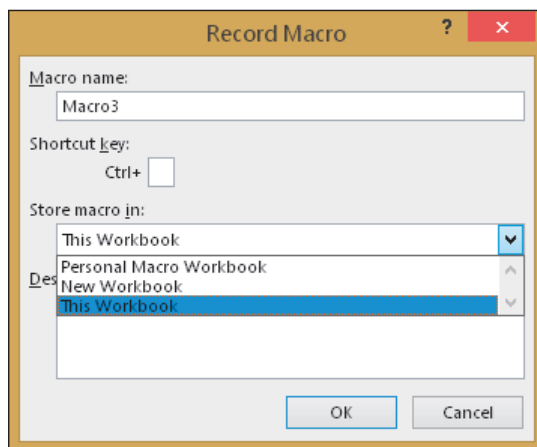 Record Macro ? ×
Macro name:
Macro3
Shortcut key:
Ctrl+
Store macro in:
This Workbook
Personal Macro Workbook
Des
New Workbook
This Workbook
OK Cancel